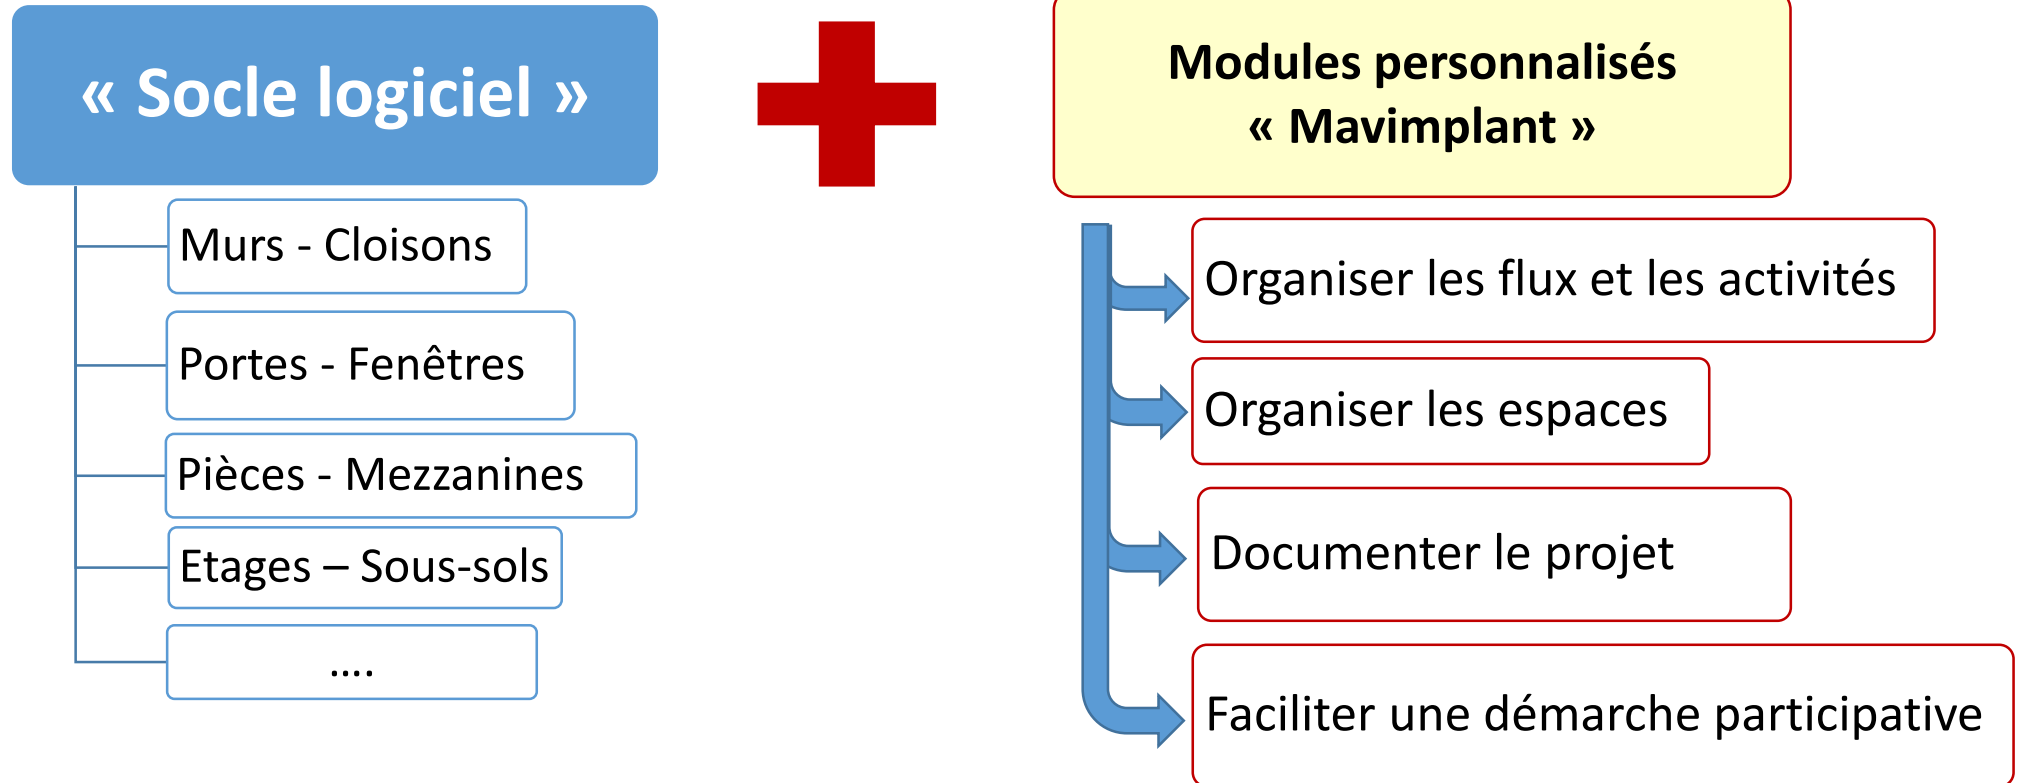 « Socle logiciel »
Murs - Cloisons
Portes - Fenêtres
Pièces - Mezzanines
Etages – Sous-sols
....
Modules personnalisés
« Mavimplant »
Organiser les flux et les activités
Organiser les espaces
Documenter le projet
Faciliter une démarche participative